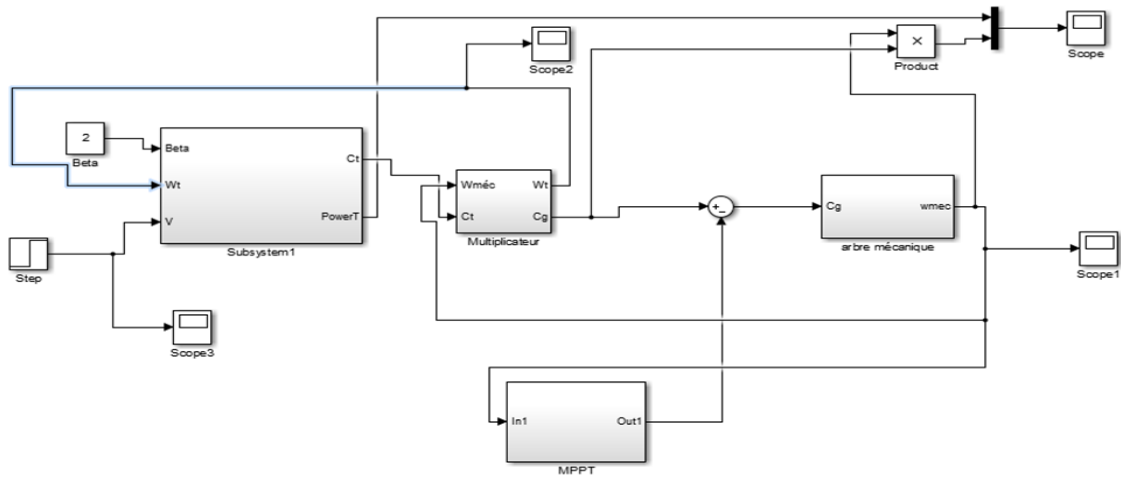 Scope2
×
Product
Scope
2
Beta
Beta
Wt
V
Ct
PowerT
Subsystem1
Wméc
Ct
Wt
Cg
Multiplicateur
+
−
Cg
wmec
arbre mécanique
Scope1
Step
Scope3
In1
Out1
MPPT